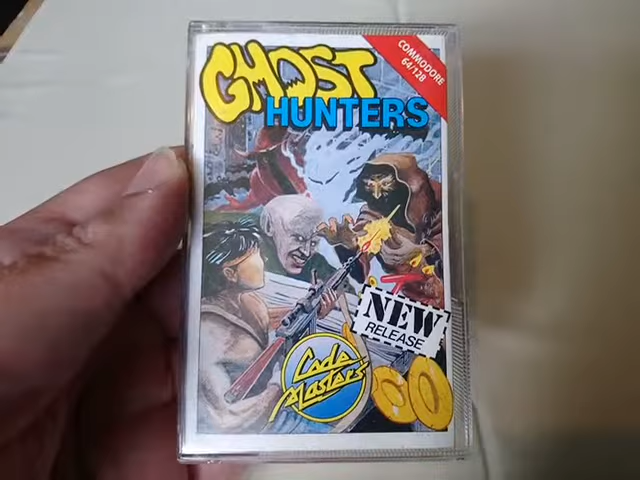 GHOST
HUNTERS
COMMODORE
64/128
NEW
RELEASE
Code
Masters